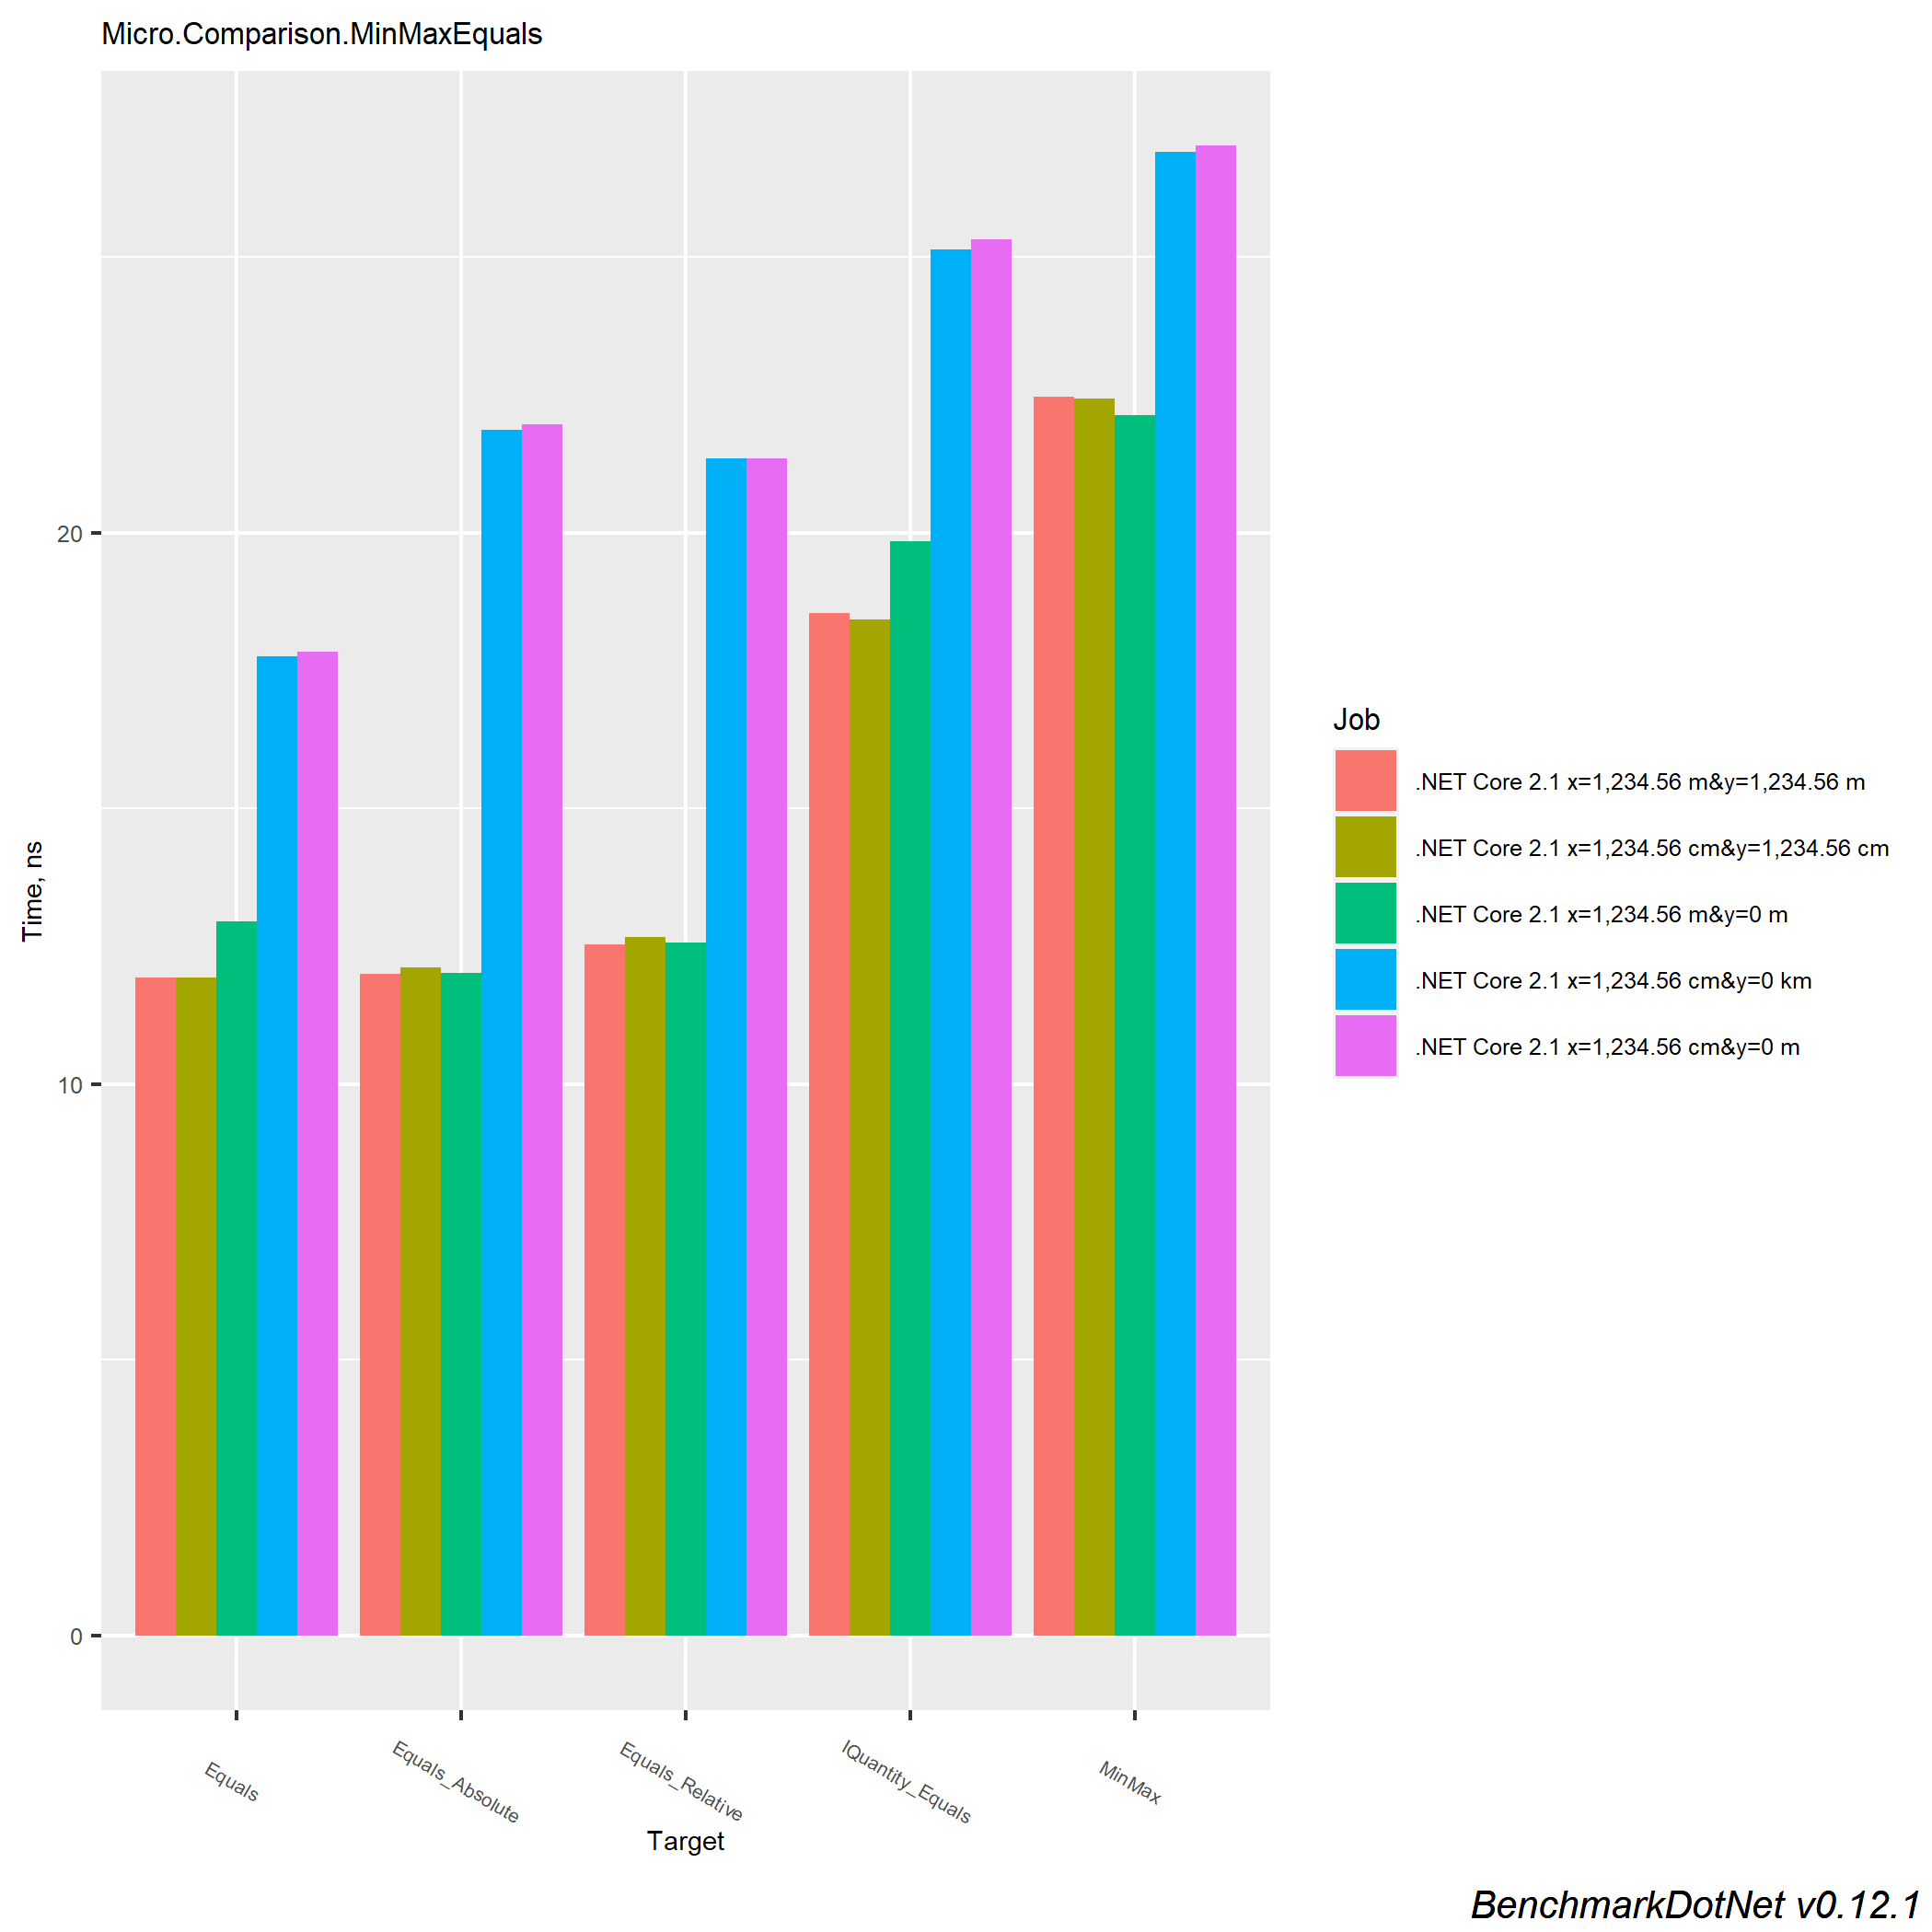 Micro.Comparison.MinMaxEquals
Time, ns
20
10
0
Equals
Equals_Absolute
Equals_Relative
IQuantity_Equals
MinMax
Target
Job
.NET Core 2.1 x=1,234.56 m&y=1,234.56 m
.NET Core 2.1 x=1,234.56 cm&y=1,234.56 cm
.NET Core 2.1 x=1,234.56 m&y=0 m
.NET Core 2.1 x=1,234.56 cm&y=0 km
.NET Core 2.1 x=1,234.56 cm&y=0 m
BenchmarkDotNet v0.12.1